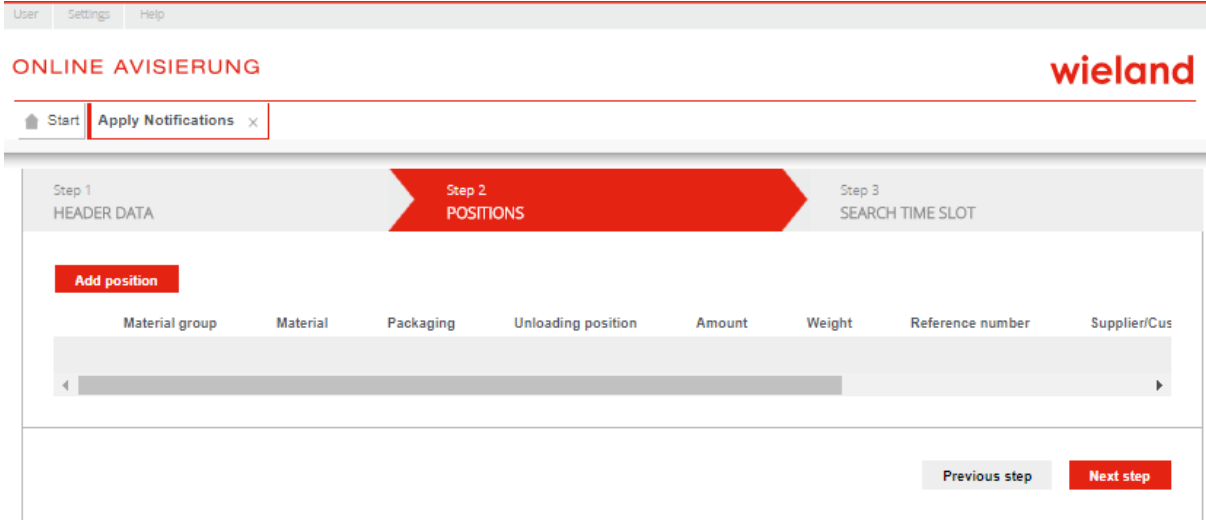 User Settings Help
ONLINE AVISIERUNG
wieland
Start Apply Notifications ×
Step 1
HEADER DATA
Step 2
POSITIONS
Step 3
SEARCH TIME SLOT
Add position
Material group Material Packaging Unloading position Amount Weight Reference number Supplier/Cus
Previous step Next step